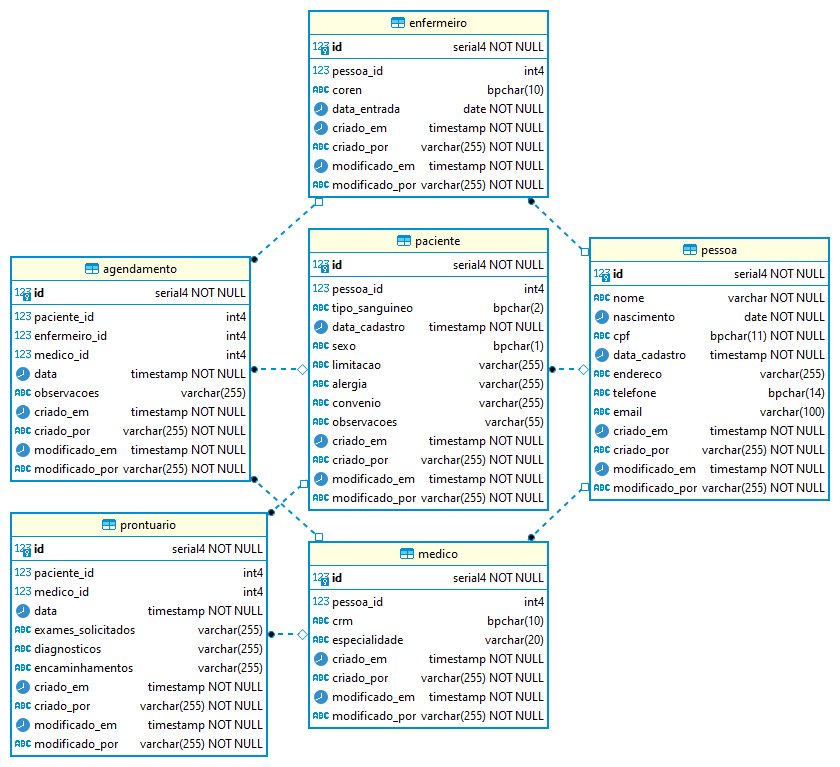 enfermeiro
123 id serial4 NOT NULL
123 pessoa_id int4
ABC coren bpchar(10)
data_entrada date NOT NULL
criado_em timestamp NOT NULL
ABC criado_por varchar(255) NOT NULL
modificado_em timestamp NOT NULL
ABC modificado_por varchar(255) NOT NULL
agendamento
123 id serial4 NOT NULL
123 paciente_id int4
123 enfermeiro_id int4
123 medico_id int4
data timestamp NOT NULL
ABC observacoes varchar(255)
criado_em timestamp NOT NULL
ABC criado_por varchar(255) NOT NULL
modificado_em timestamp NOT NULL
ABC modificado_por varchar(255) NOT NULL
paciente
123 id serial4 NOT NULL
123 pessoa_id int4
ABC tipo_sanguineo bpchar(2)
data_cadastro timestamp NOT NULL
ABC sexo bpchar(1)
ABC limitacao varchar(255)
ABC alergia varchar(255)
ABC convenio varchar(255)
ABC observacoes varchar(55)
criado_em timestamp NOT NULL
ABC criado_por varchar(255) NOT NULL
modificado_em timestamp NOT NULL
ABC modificado_por varchar(255) NOT NULL
pessoa
123 id serial4 NOT NULL
ABC nome varchar NOT NULL
nascimento date NOT NULL
ABC cpf bpchar(11) NOT NULL
data_cadastro timestamp NOT NULL
ABC endereco varchar(255)
ABC telefone bpchar(14)
ABC email varchar(100)
criado_em timestamp NOT NULL
ABC criado_por varchar(255) NOT NULL
modificado_em timestamp NOT NULL
ABC modificado_por varchar(255) NOT NULL
prontuario
123 id serial4 NOT NULL
123 paciente_id int4
123 medico_id int4
data timestamp NOT NULL
ABC exames_solicitados varchar(255)
ABC diagnosticos varchar(255)
ABC encaminhamentos varchar(255)
criado_em timestamp NOT NULL
ABC criado_por varchar(255) NOT NULL
modificado_em timestamp NOT NULL
ABC modificado_por varchar(255) NOT NULL
medico
123 id serial4 NOT NULL
123 pessoa_id int4
ABC crm bpchar(10)
ABC especialidade varchar(20)
criado_em timestamp NOT NULL
ABC criado_por varchar(255) NOT NULL
modificado_em timestamp NOT NULL
ABC modificado_por varchar(255) NOT NULL